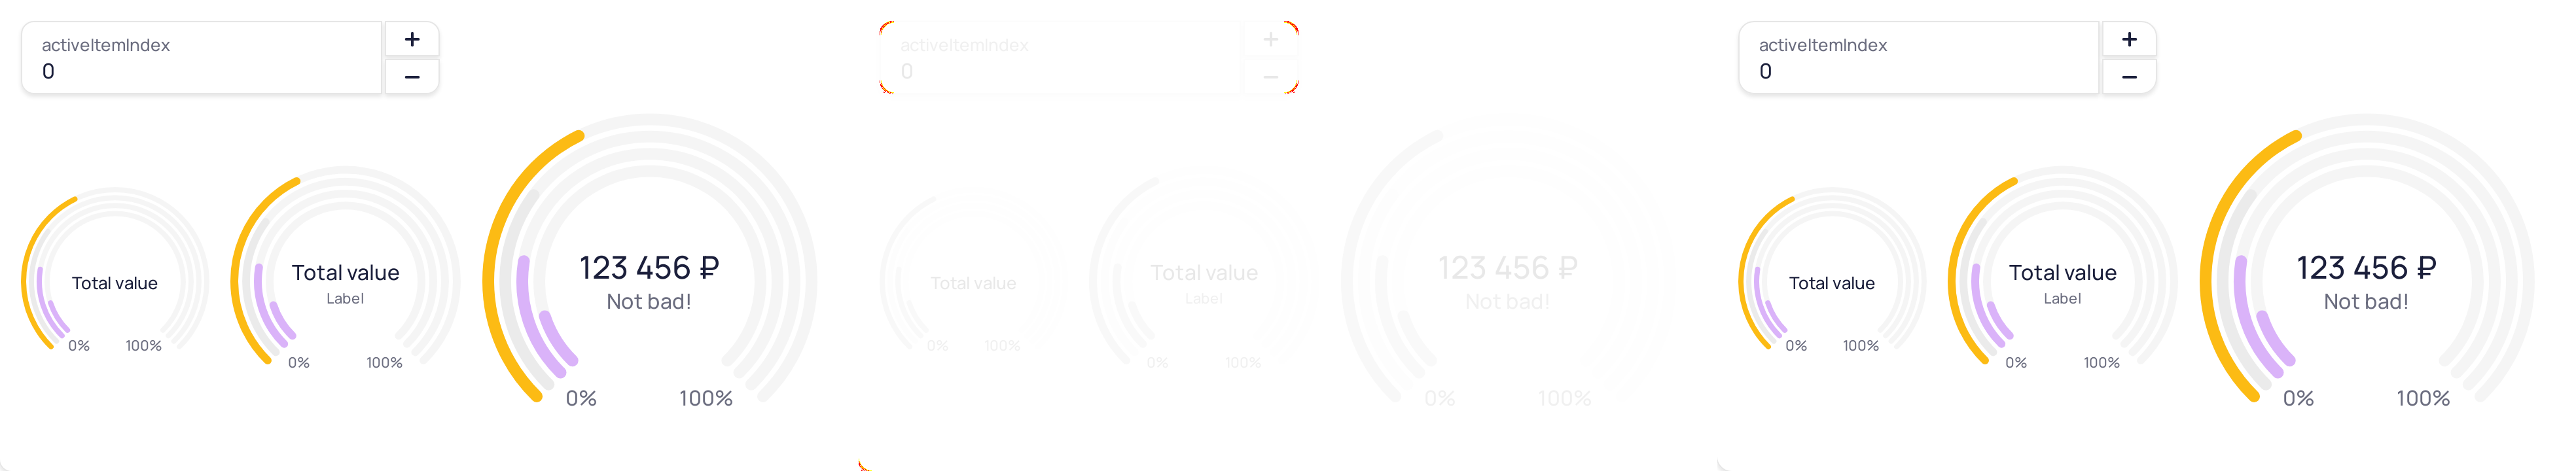 activeItemIndex
0
+
−
Total value
0%
100%
Total value
Label
0%
100%
123 456 ₽
Not bad!
0%
100%
activeItemIndex
0
+
−
Total value
0%
100%
Total value
Label
0%
100%
123 456 ₽
Not bad!
0%
100%
activeItemIndex
0
+
−
Total value
0%
100%
Total value
Label
0%
100%
123 456 ₽
Not bad!
0%
100%